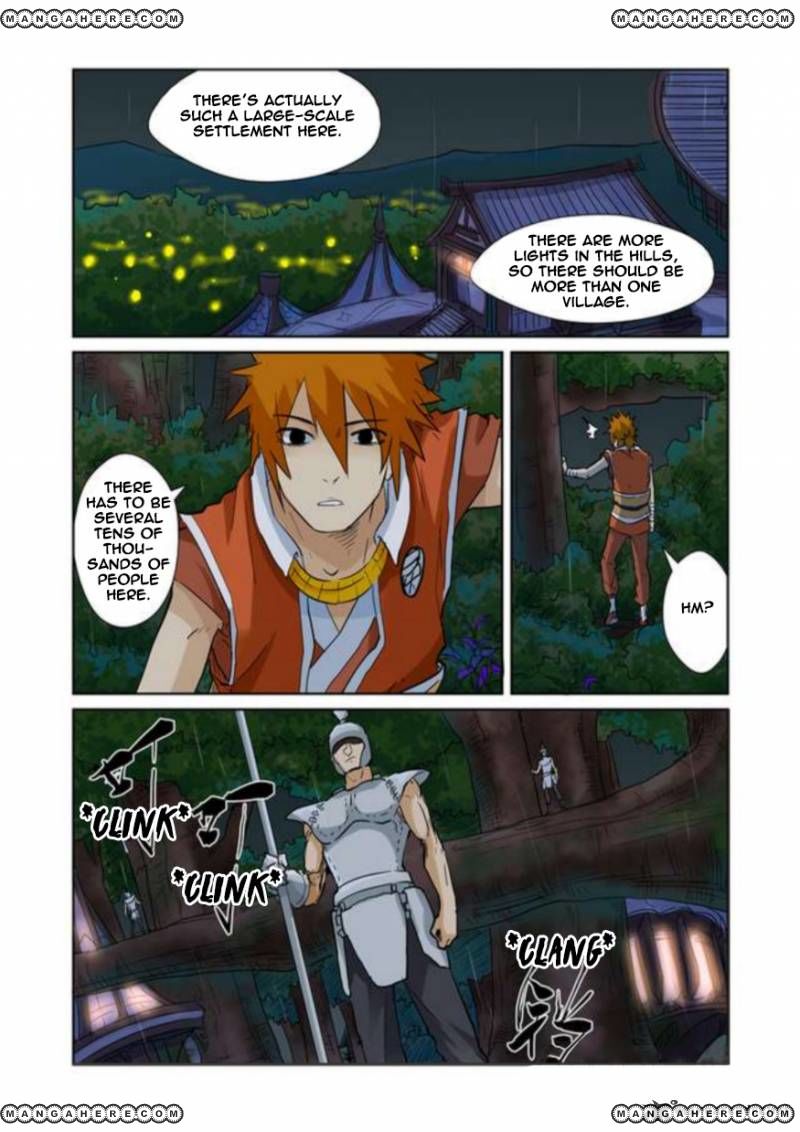 MANGAHERE.COM
MANGAHERE.COM
THERE'S ACTUALLY
SUCH A LARGE-SCALE
SETTLEMENT HERE.
THERE ARE MORE
LIGHTS IN THE HILLS,
SO THERE SHOULD BE
MORE THAN ONE
VILLAGE.
THERE
HAS TO BE
SEVERAL
TENS OF
THOU-
SANDS OF
PEOPLE
HERE.
HM?
*CLINK*
*CLINK*
*CLANG*
MANGAHERE.COM
MANGAHERE.COM